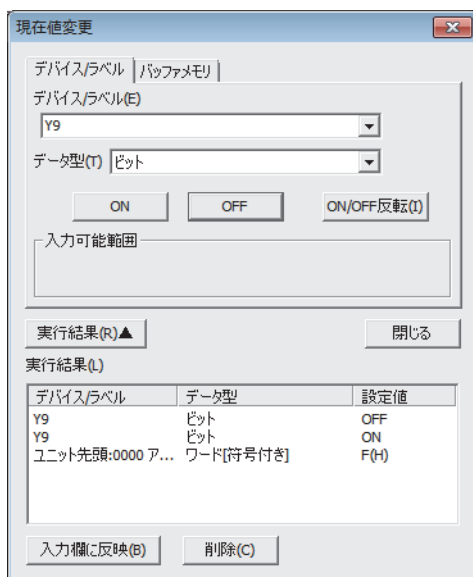 現在値変更
デバイス/ラベル バッファメモリ
デバイス/ラベル(E)
Y9
データ型(T) ビット
ON OFF ON/OFF反転(I)
入力可能範囲
実行結果(R)▲ 閉じる
実行結果(L)
デバイス/ラベル データ型 設定値
Y9 ビット OFF
Y9 ビット ON
ユニット先頭:0000 ア... ワード[符号付き] F(H)
入力欄に反映(B) 削除(C)